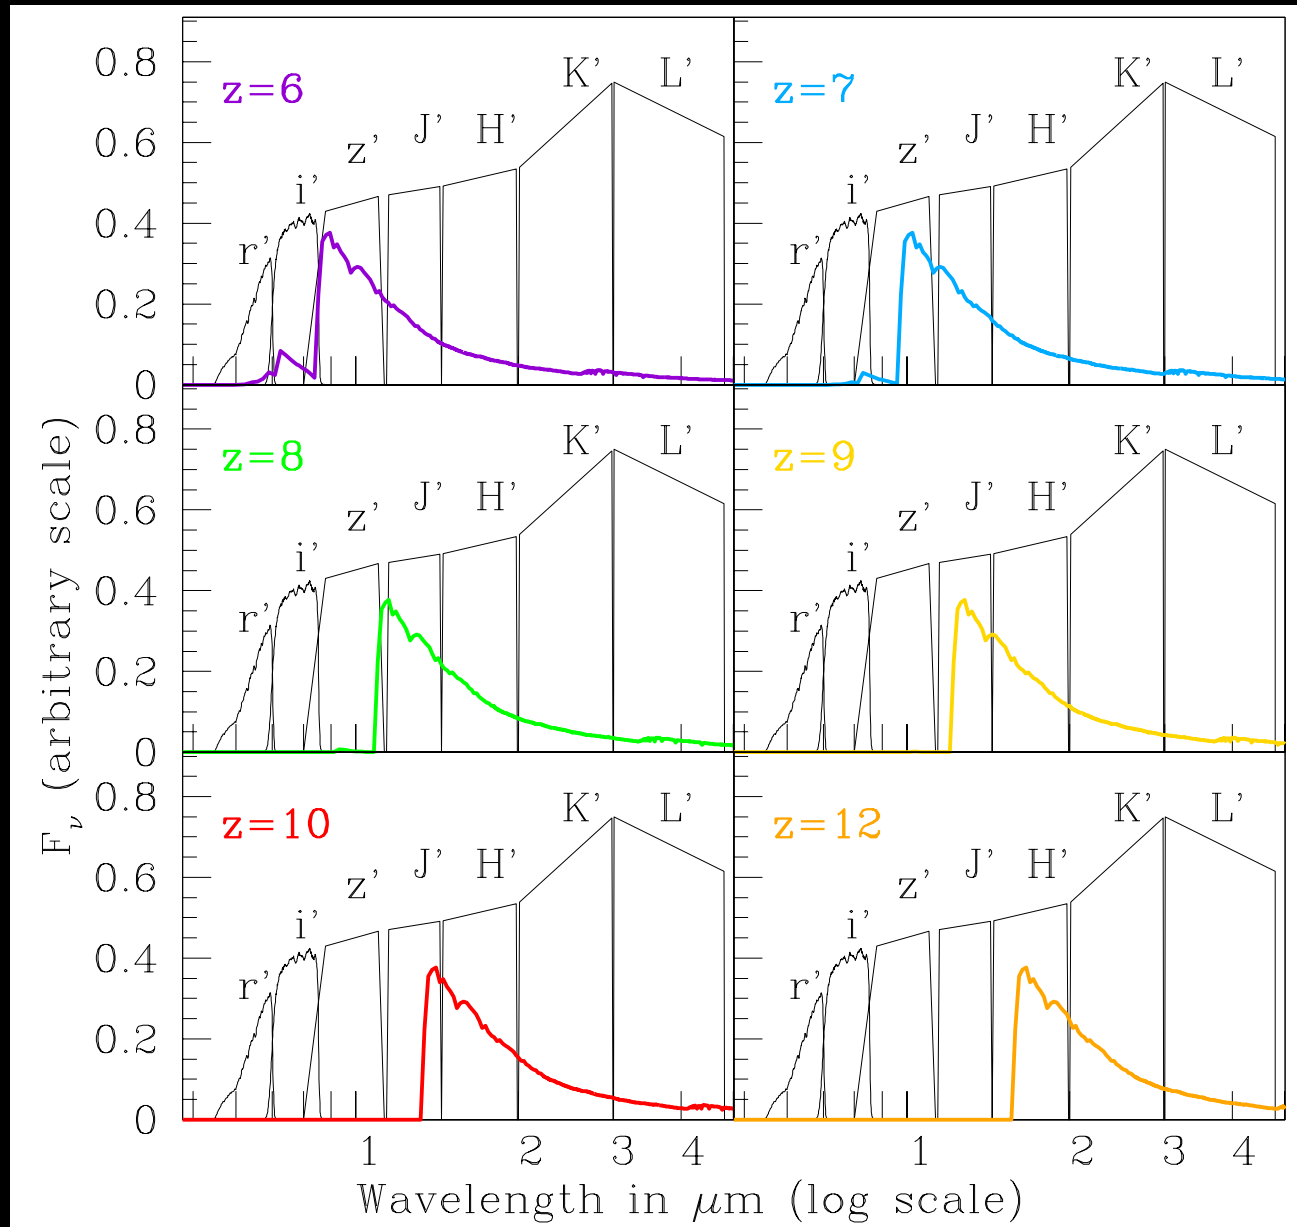 0.8 z=6 r' i' z' J' H' K' L'
z=7 r' i' z' J' H' K' L'
0.6
0.4
0.2
0
0.8 z=8 r' i' z' J' H' K' L'
z=9 r' i' z' J' H' K' L'
0.6
0.4
0.2
0
0.8 z=10 r' i' z' J' H' K' L'
z=12 r' i' z' J' H' K' L'
0.6
0.4
0.2
0
1 2 3 4
1 2 3 4
Wavelength in μm (log scale)
F_ν (arbitrary scale)